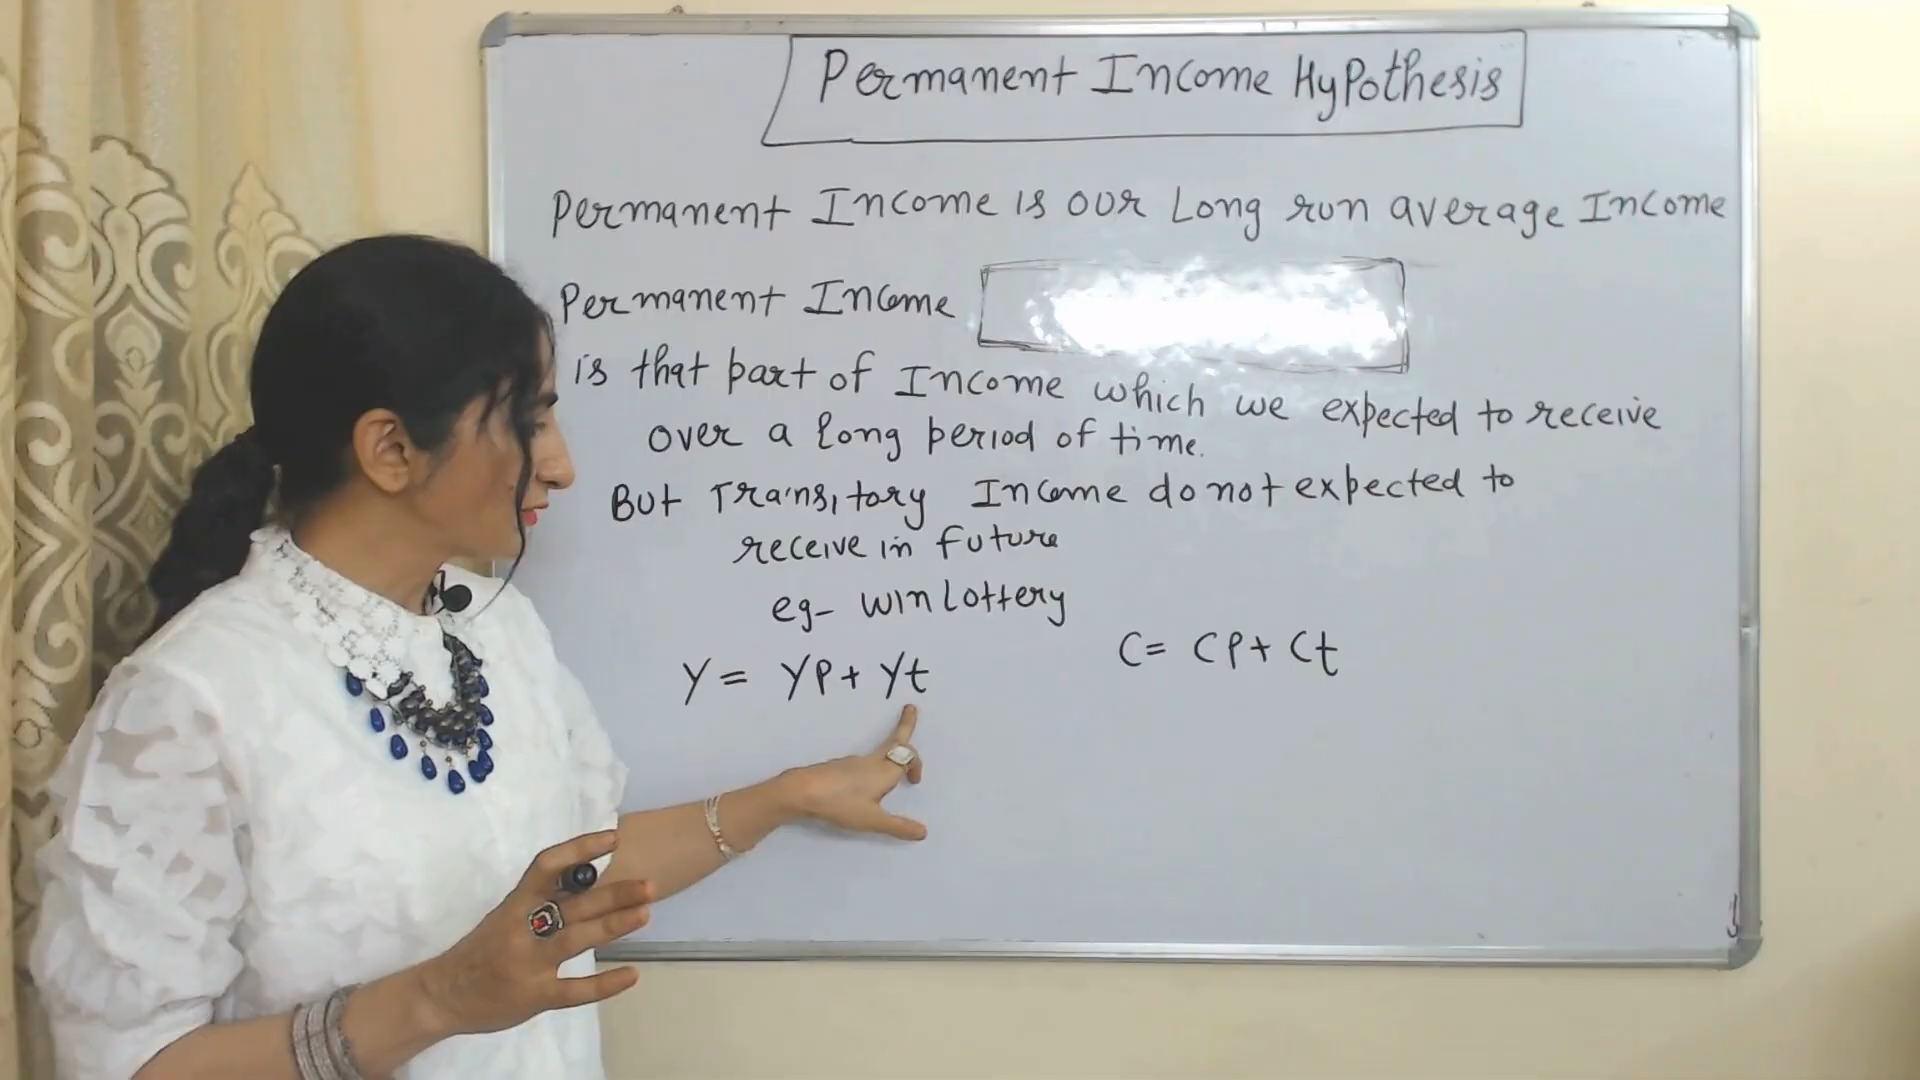 Permanent Income Hypothesis
Permanent Income is our Long run average Income
Permanent Income
is that part of Income which we expected to receive
over a long period of time.
But Transitory Income do not expected to
receive in future
eg- win lottery
Y = YP + Yt
C = CP + Ct